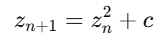 z_{n+1} = z_n^2 + c